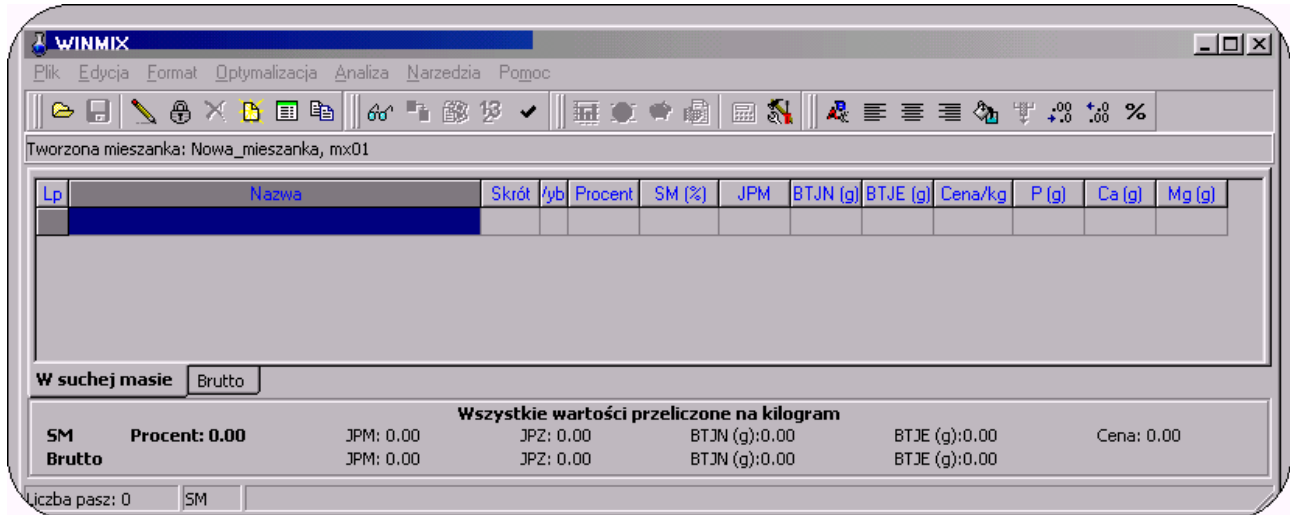 WINMIX
Plik Edycja Format Optymalizacja Analiza Narzedzia Pomoc
Tworzona mieszanka: Nowa_mieszanka, mx01
Lp Nazwa Skrót Procent SM (%) JPM BTJN (g) BTJE (g) Cena/kg P (g) Ca (g) Mg (g)
W suchej masie Brutto
Wszystkie wartości przeliczone na kilogram
SM Procent: 0.00 JPM: 0.00 JPZ: 0.00 BTJN (g):0.00 BTJE (g):0.00 Cena: 0.00
Brutto JPM: 0.00 JPZ: 0.00 BTJN (g):0.00 BTJE (g):0.00
Liczba pasz: 0 SM